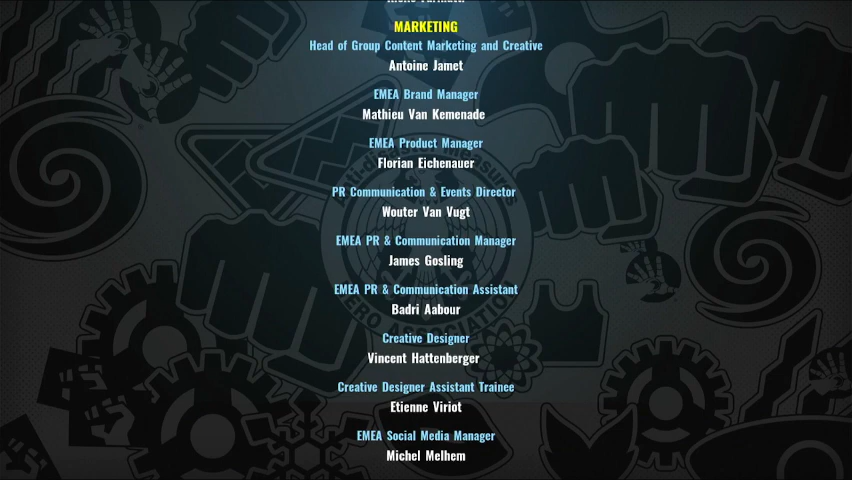 MARKETING
Head of Group Content Marketing and Creative
Antoine Jamet
EMEA Brand Manager
Mathieu Van Kemenade
EMEA Product Manager
Florian Eichenauer
PR Communication & Events Director
Wouter Van Vugt
EMEA PR & Communication Manager
James Gosling
EMEA PR & Communication Assistant
Badri Aabour
Creative Designer
Vincent Hattenberger
Creative Designer Assistant Trainee
Etienne Viriot
EMEA Social Media Manager
Michel Melhem